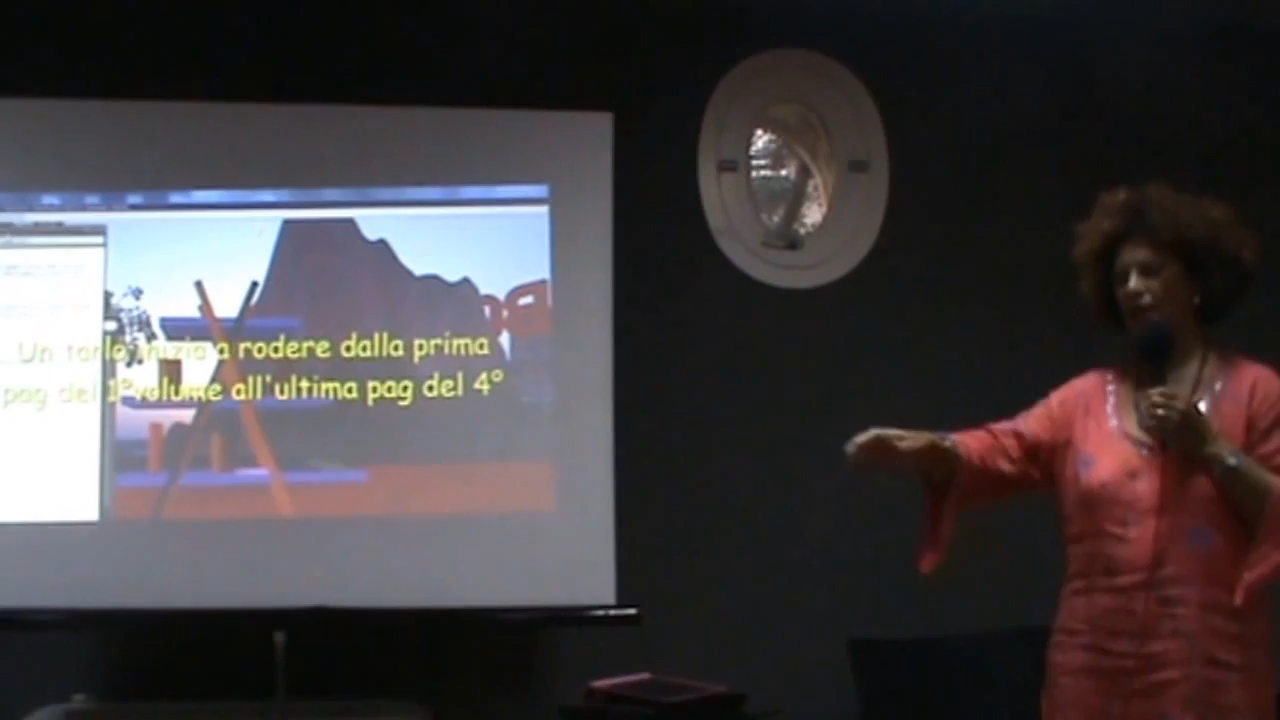 Un tarlo inizia a rodere dalla prima
pag del 1°volume all'ultima pag del 4°